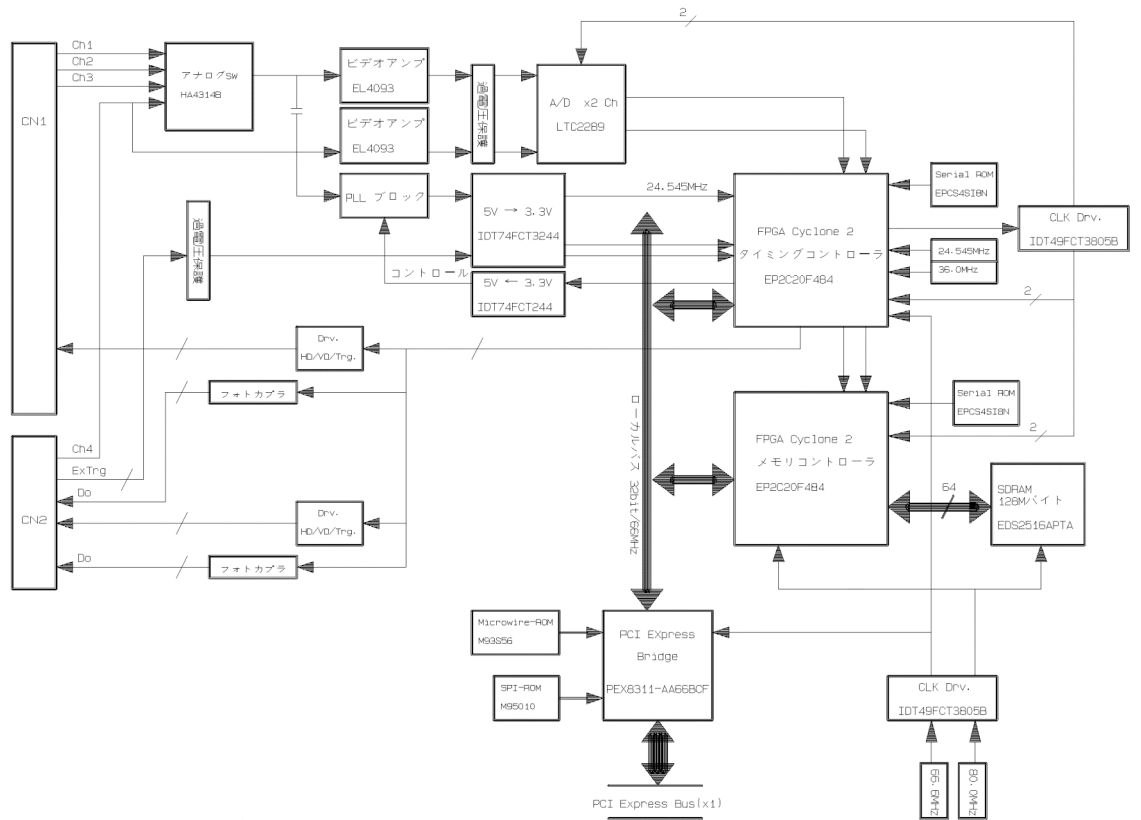 2
Ch1
Ch2
Ch3
アナログSW
HA4314B
ビデオアンプ
EL4093
過電圧保護
A/D x2 Ch
LTC2289
CN1
ビデオアンプ
EL4093
PLL ブロック
5V → 3.3V
IDT74FCT3244
24.545MHz
FPGA Cyclone 2
タイミングコントローラ
EP2C20F484
Serial ROM
EPCS4SI8N
CLK Drv.
IDT49FCT3805B
24.545MHz
36.0MHz
過電圧保護
コントロール
5V ← 3.3V
IDT74FCT244
2
Drv.
HD/VD/Trg.
フォトカプラ
ローカルバス 32bit/66MHz
FPGA Cyclone 2
メモリコントローラ
EP2C20F484
Serial ROM
EPCS4SI8N
2
Ch4
ExTrg
Do
CN2
Drv.
HD/VD/Trg.
Do
フォトカプラ
64
SDRAM
128Mバイト
EDS2516APTA
Microwire-ROM
M93S56
SPI-ROM
M95010
PCI EXpress
Bridge
PEX8311-AA66BCF
CLK Drv.
IDT49FCT3805B
66.6MHz
80.0MHz
PCI Express Bus(x1)